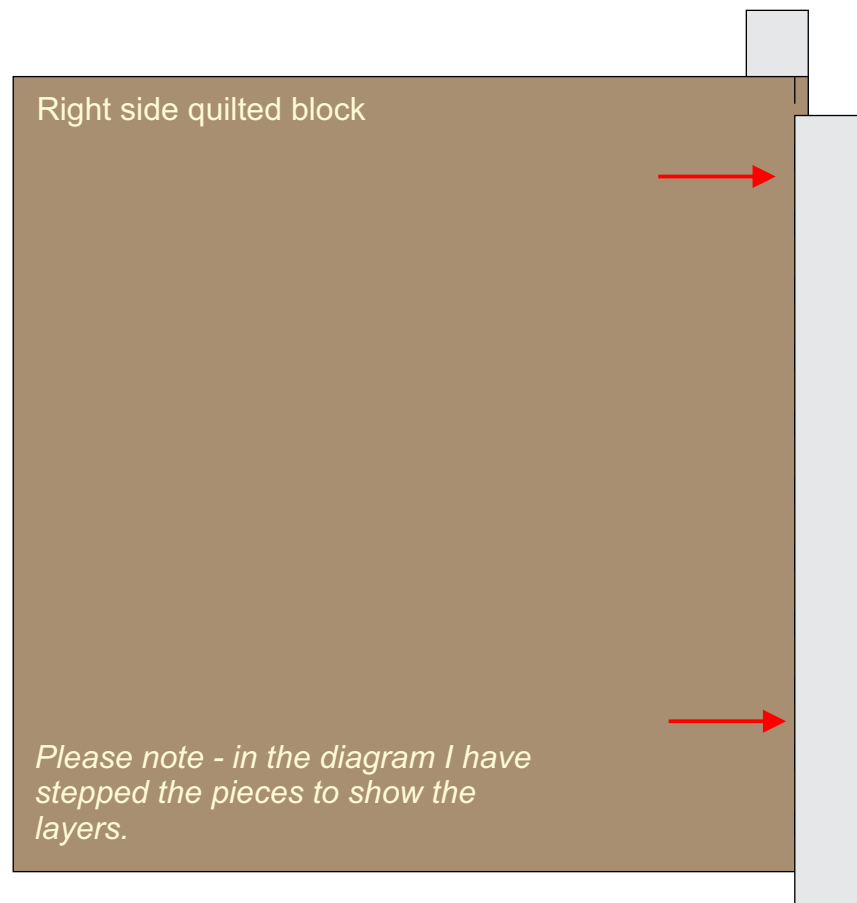 Right side quilted block
Please note - in the diagram I have
stepped the pieces to show the
layers.